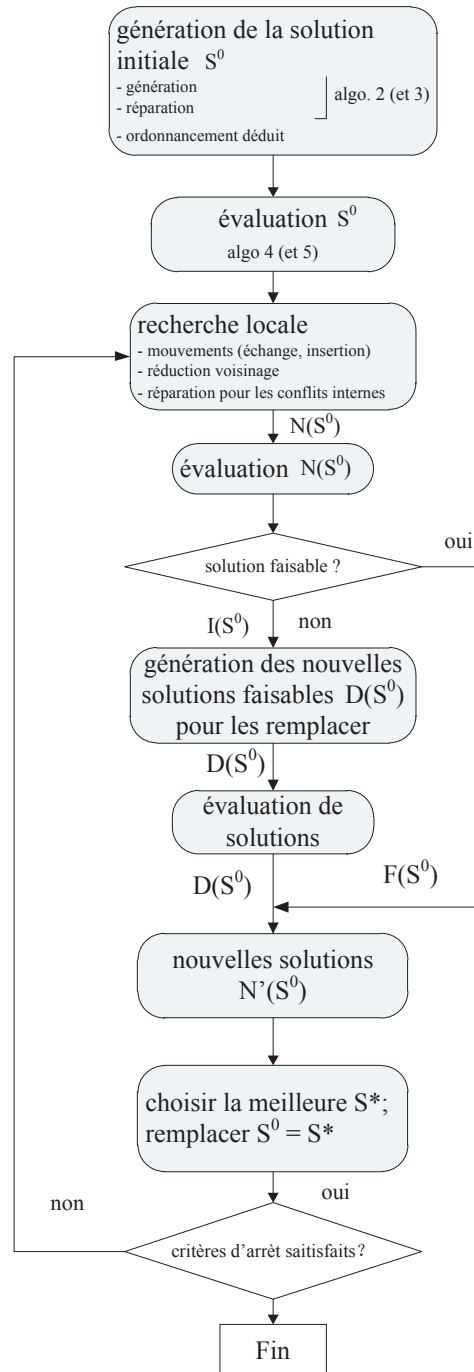 génération de la solution
initiale S⁰
- génération
- réparation
algo. 2 (et 3)
- ordonnancement déduit
évaluation S⁰
algo 4 (et 5)
recherche locale
- mouvements (échange, insertion)
- réduction voisinage
- réparation pour les conflits internes
N(S⁰)
évaluation N(S⁰)
solution faisable ?
oui
I(S⁰)
non
génération des nouvelles
solutions faisables D(S⁰)
pour les remplacer
D(S⁰)
évaluation de
solutions
D(S⁰)
F(S⁰)
nouvelles solutions
N’(S⁰)
choisir la meilleure S*;
remplacer S⁰ = S*
oui
non
critères d’arrèt saitisfaits ?
Fin